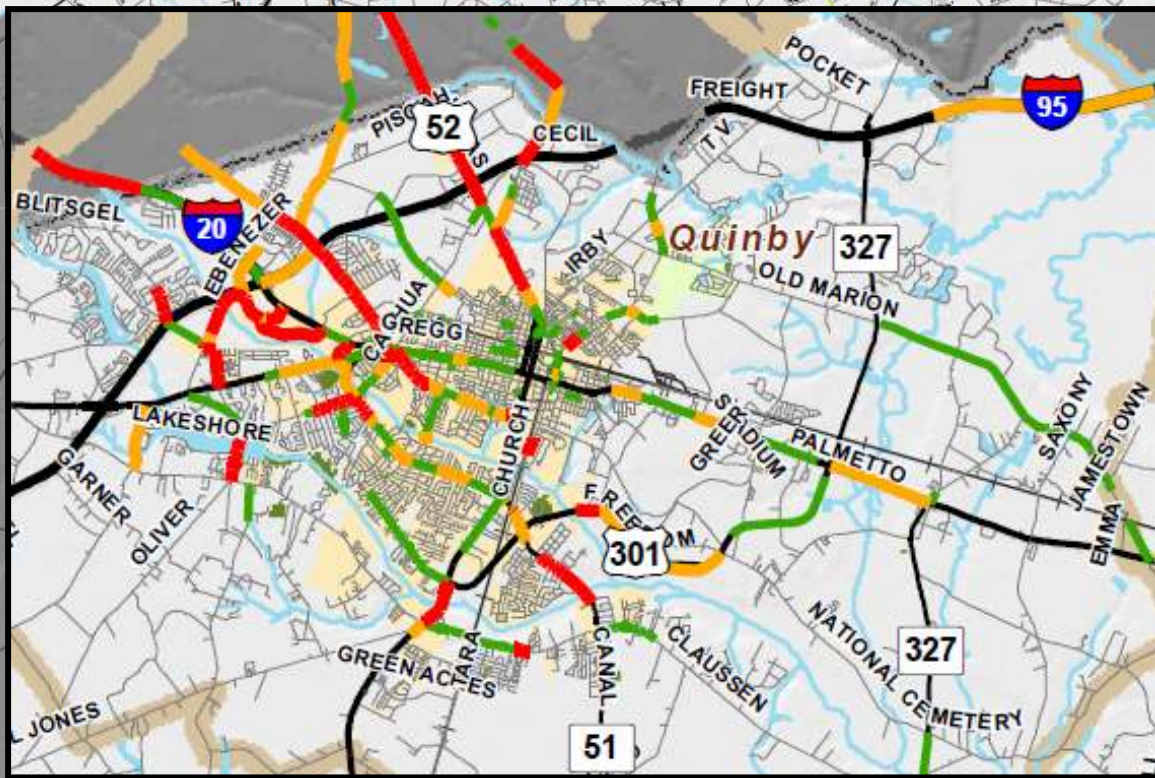 POCKET
FREIGHT
95
PISGAH
52
CECIL
TV
BLITSGEL
20
EBENEZER
IRBY
Quinby
327
OLD MARION
CASHUA
GREGG
LAKESHORE
CHURCH
STADIUM
GREER
PALMETTO
SAXONY
JAMESTOWN
GARNER
OLIVER
FREEDOM
301
EMMA
TARA
GREEN ACRES
CANAL
CLAUSSEN
NATIONAL CEMETERY
327
L JONES
51